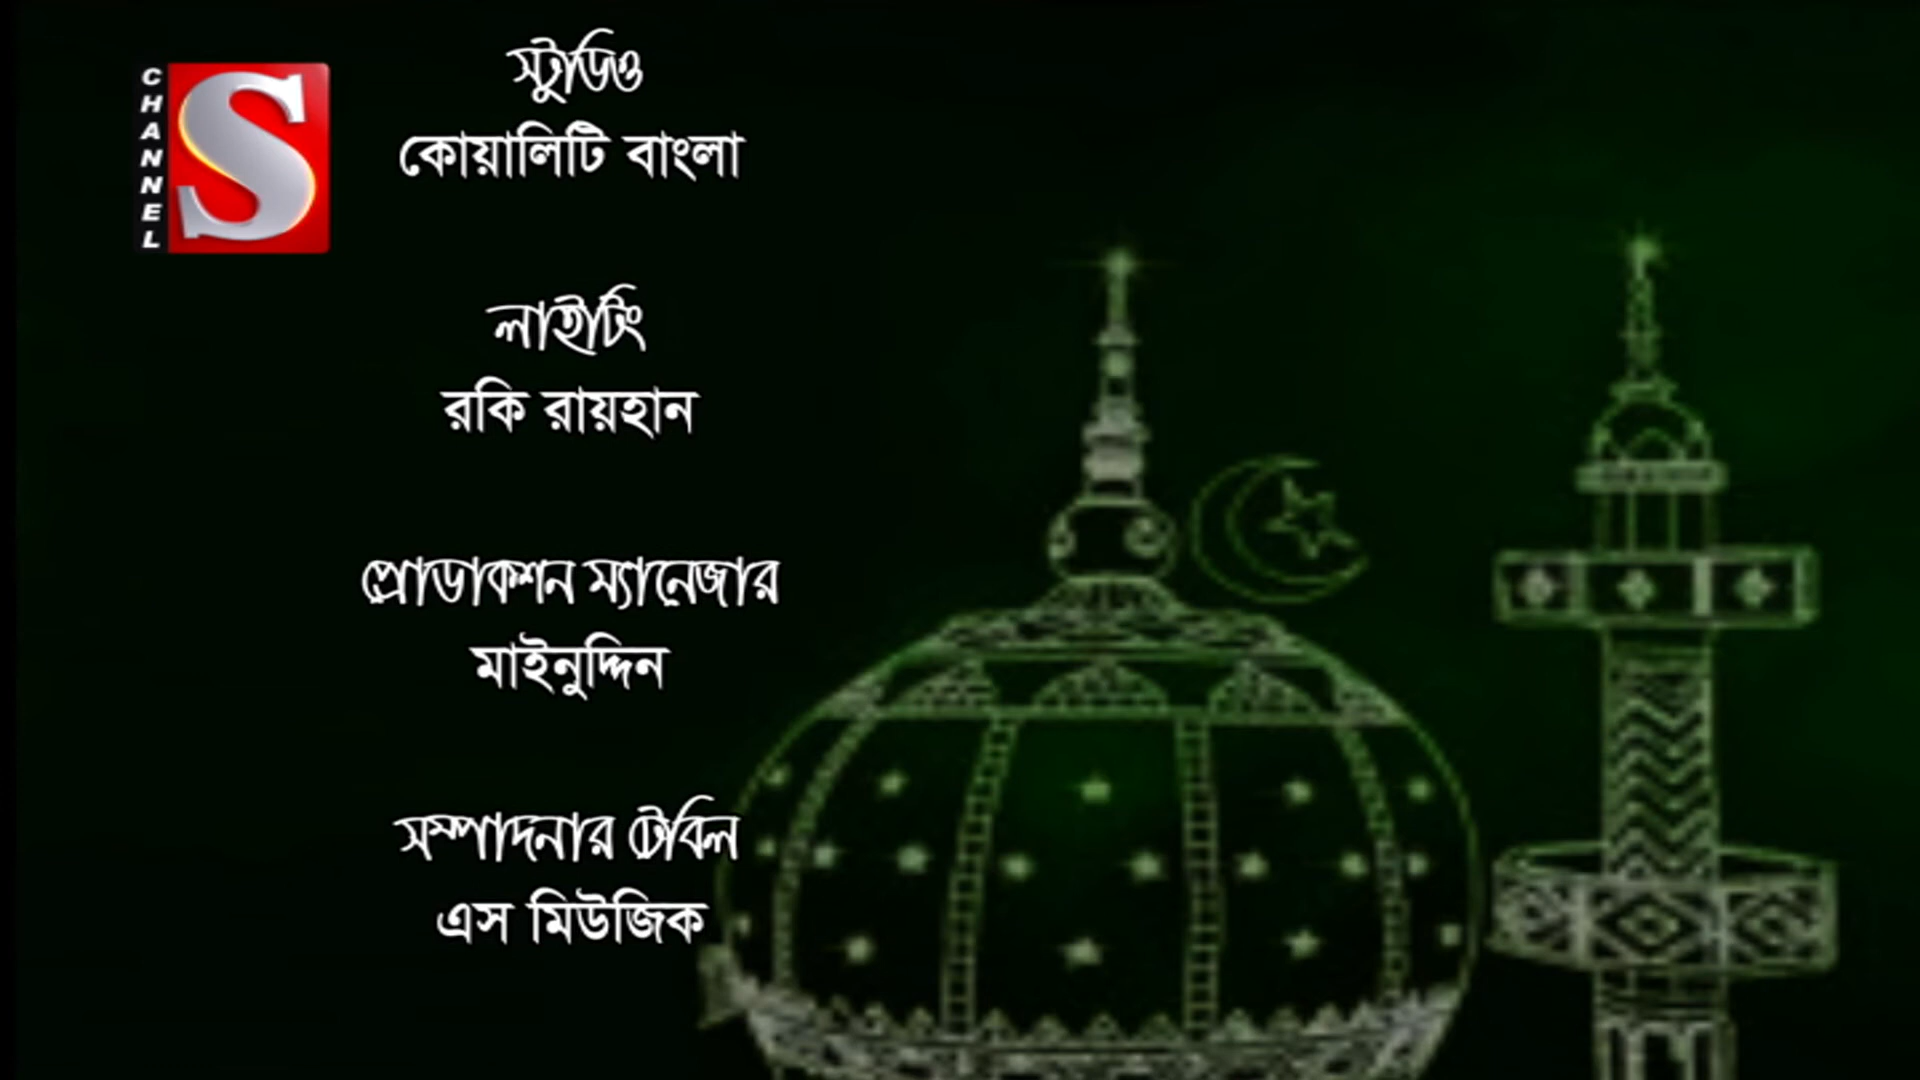 CHANNEL
S
স্টুডিও
কোয়ালিটি বাংলা
লাইটিং
রকি রায়হান
প্রোডাকশন ম্যানেজার
মাইনুদ্দিন
সম্পাদনার টেবিল
এস মিউজিক